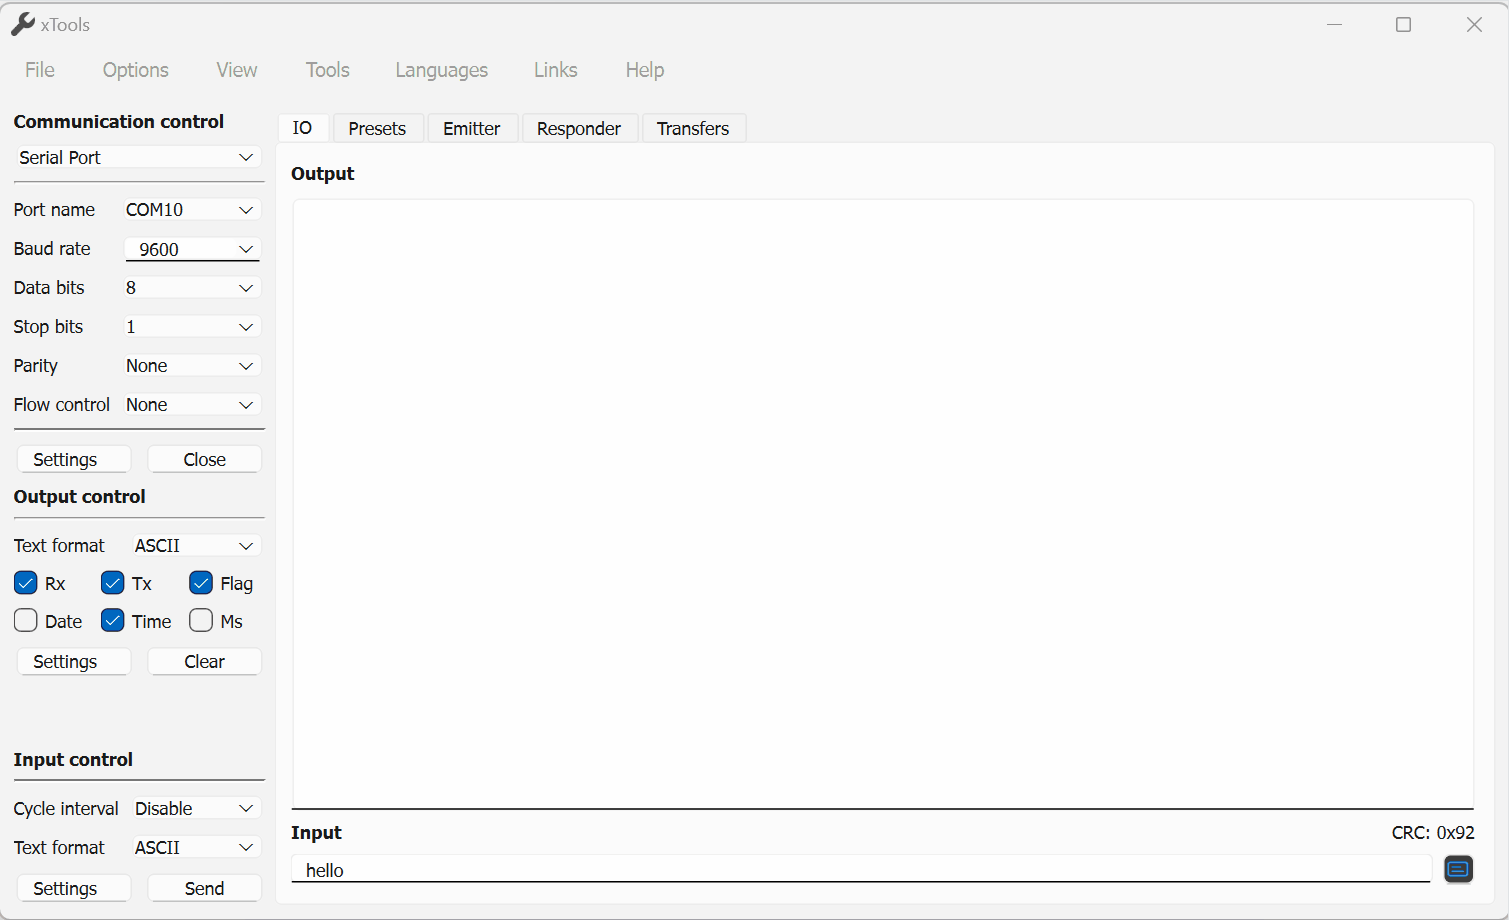 xTools
File Options View Tools Languages Links Help
Communication control
Serial Port
Port name COM10
Baud rate 9600
Data bits 8
Stop bits 1
Parity None
Flow control None
Settings Close
Output control
Text format ASCII
Rx Tx Flag
Date Time Ms
Settings Clear
Input control
Cycle interval Disable
Text format ASCII
Settings Send
IO Presets Emitter Responder Transfers
Output
Input CRC: 0x92
hello